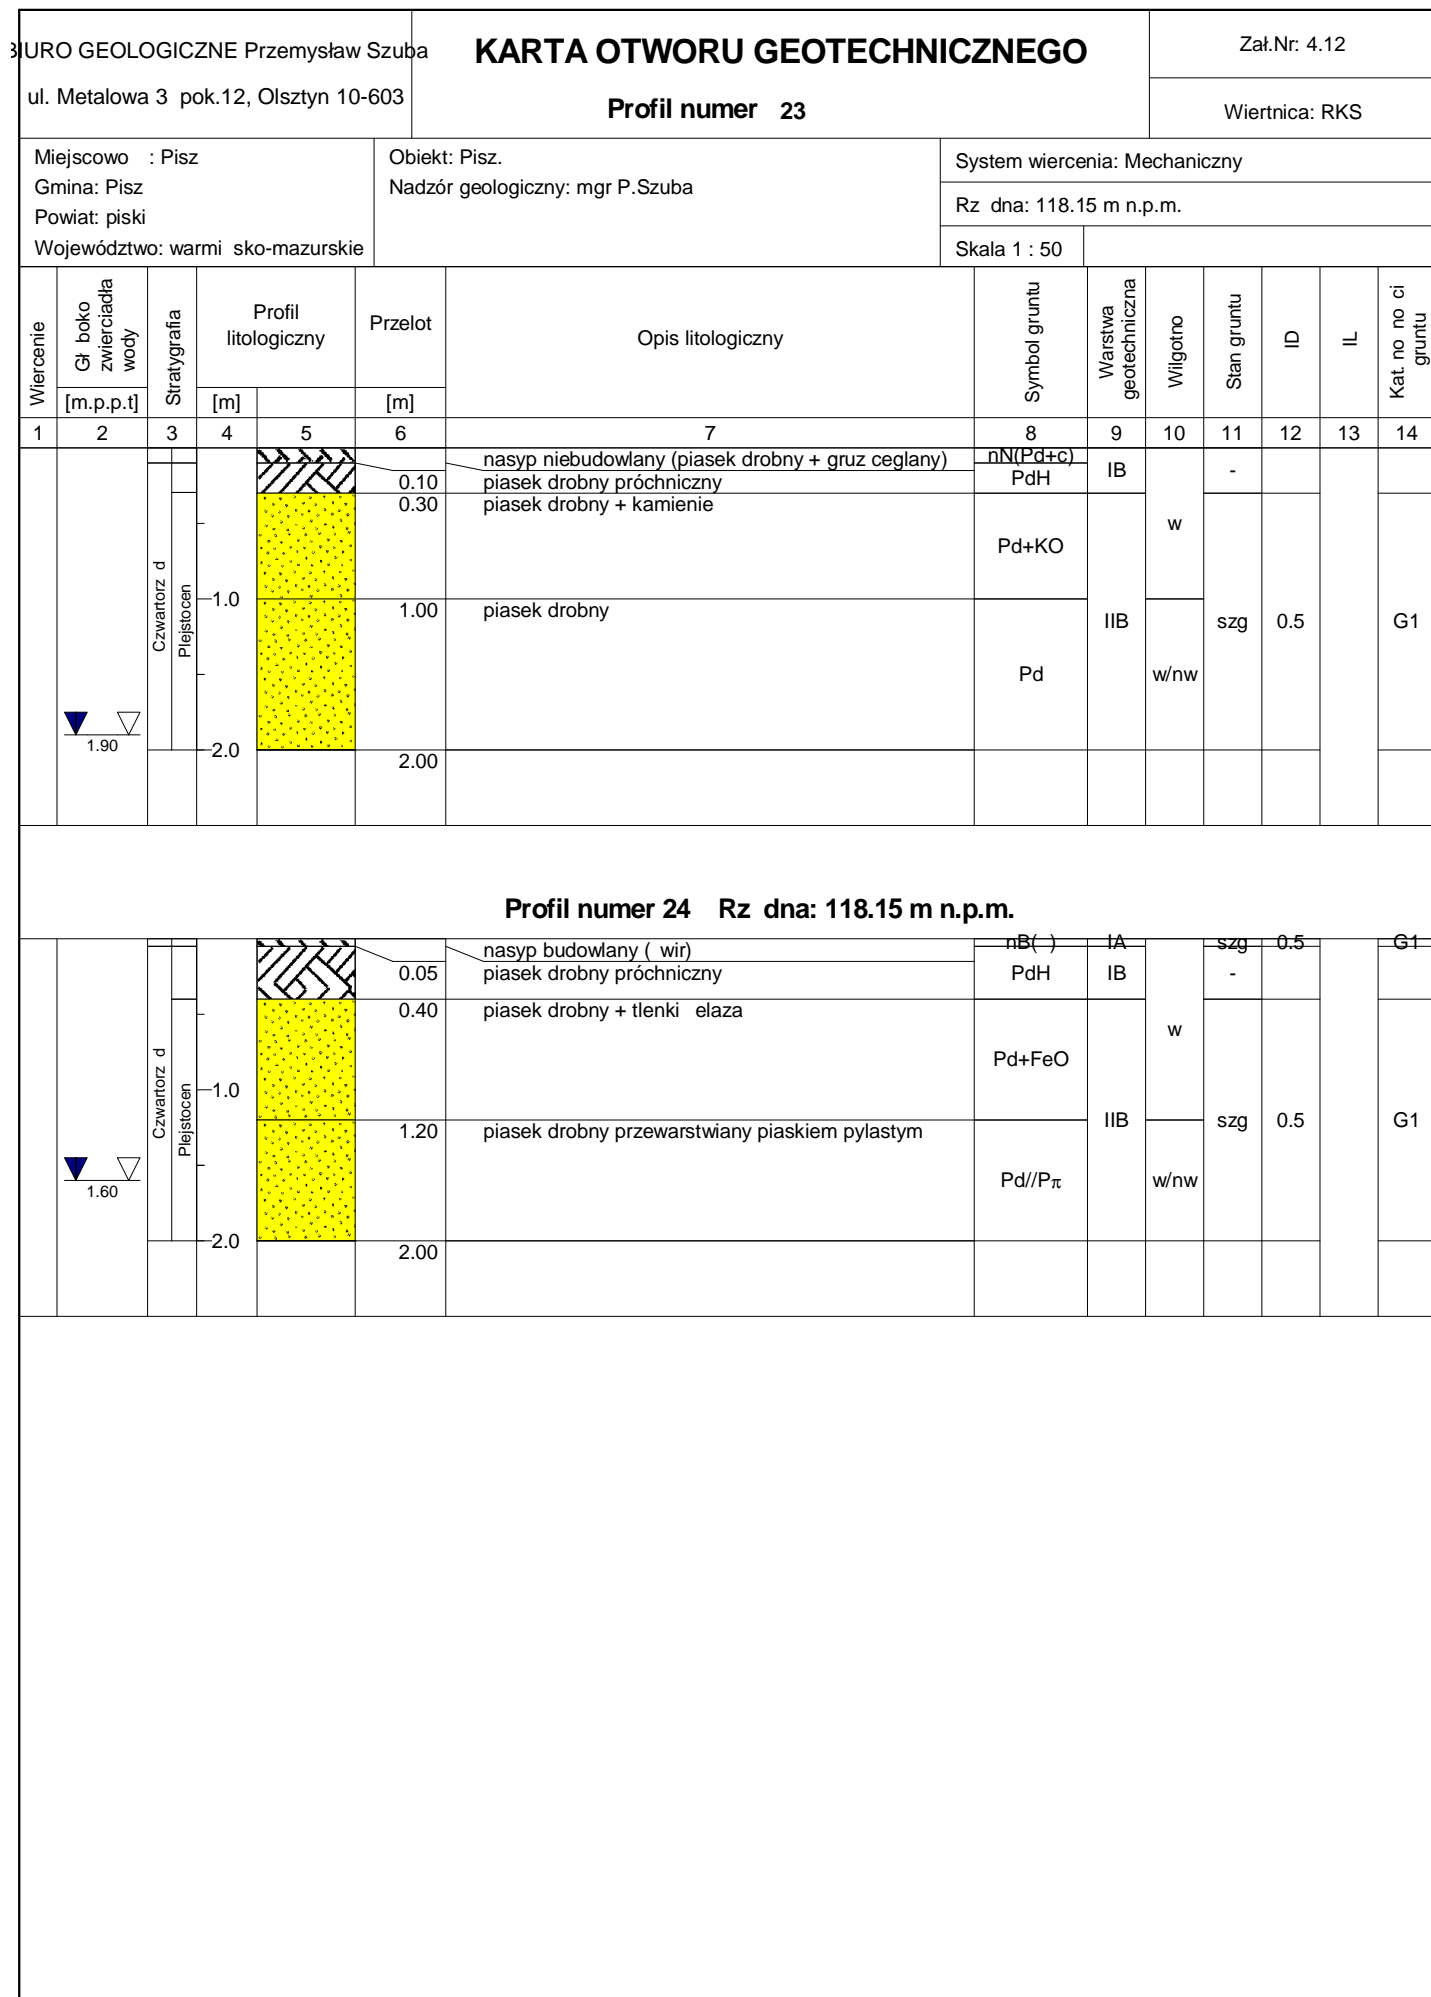 BIURO GEOLOGICZNE Przemysław Szuba
ul. Metalowa 3 pok.12, Olsztyn 10-603
KARTA OTWORU GEOTECHNICZNEGO
Profil numer 23
Zał.Nr: 4.12
Wiertnica: RKS
Miejscowo : Pisz
Gmina: Pisz
Powiat: piski
Województwo: warmi sko-mazurskie
Obiekt: Pisz.
Nadzór geologiczny: mgr P.Szuba
System wiercenia: Mechaniczny
Rz dna: 118.15 m n.p.m.
Skala 1 : 50
Wiercenie
Gł boko
zwierciadła
wody
[m.p.p.t]
Stratygrafia
Profil
litologiczny
[m]
Przelot
[m]
Opis litologiczny
Symbol gruntu
Warstwa
geotechniczna
Wilgotno
Stan gruntu
ID
IL
Kat. no no ci
gruntu
1 2 3 4 5 6 7 8 9 10 11 12 13 14
nasyp niebudowlany (piasek drobny + gruz ceglany) nN(Pd+c)
0.10 piasek drobny próchniczny PdH IB -
0.30 piasek drobny + kamienie
w
Pd+KO
Czwartorz d
Plejstocen
1.0
1.00 piasek drobny
IIB szg 0.5 G1
Pd w/nw
1.90
2.0
2.00
Profil numer 24 Rz dna: 118.15 m n.p.m.
nasyp budowlany ( wir) nB( ) IA szg 0.5 G1
0.05 piasek drobny próchniczny PdH IB -
0.40 piasek drobny + tlenki elaza
w
Pd+FeO
Czwartorz d
Plejstocen
1.0
1.20 piasek drobny przewarstwiany piaskiem pylastym
IIB szg 0.5 G1
Pd//Pπ w/nw
1.60
2.0
2.00